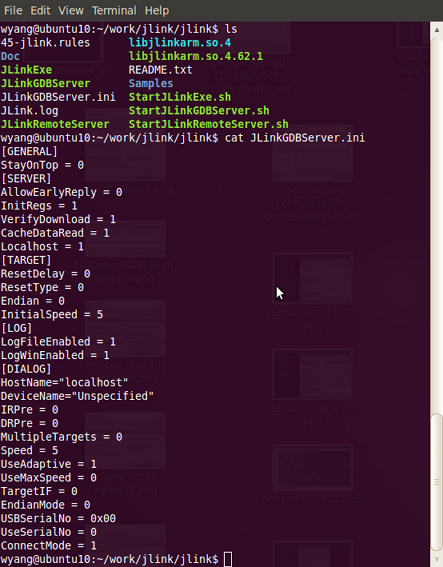 File Edit View Terminal Help
wyang@ubuntu10:~/work/jlink/jlink$ ls
45-jlink.rules libjlinkarm.so.4
Doc libjlinkarm.so.4.62.1
JLinkExe README.txt
JLinkGDBServer Samples
JLinkGDBServer.ini StartJLinkExe.sh
JLink.log StartJLinkGDBServer.sh
JLinkRemoteServer StartJLinkRemoteServer.sh
wyang@ubuntu10:~/work/jlink/jlink$ cat JLinkGDBServer.ini
[GENERAL]
StayOnTop = 0
[SERVER]
AllowEarlyReply = 0
InitRegs = 1
VerifyDownload = 1
CacheDataRead = 1
Localhost = 1
[TARGET]
ResetDelay = 0
ResetType = 0
Endian = 0
InitialSpeed = 5
[LOG]
LogFileEnabled = 1
LogWinEnabled = 1
[DIALOG]
HostName="localhost"
DeviceName="Unspecified"
IRPre = 0
DRPre = 0
MultipleTargets = 0
Speed = 5
UseAdaptive = 1
UseMaxSpeed = 0
TargetIF = 0
EndianMode = 0
USBSerialNo = 0x00
UseSerialNo = 0
ConnectMode = 1
wyang@ubuntu10:~/work/jlink/jlink$